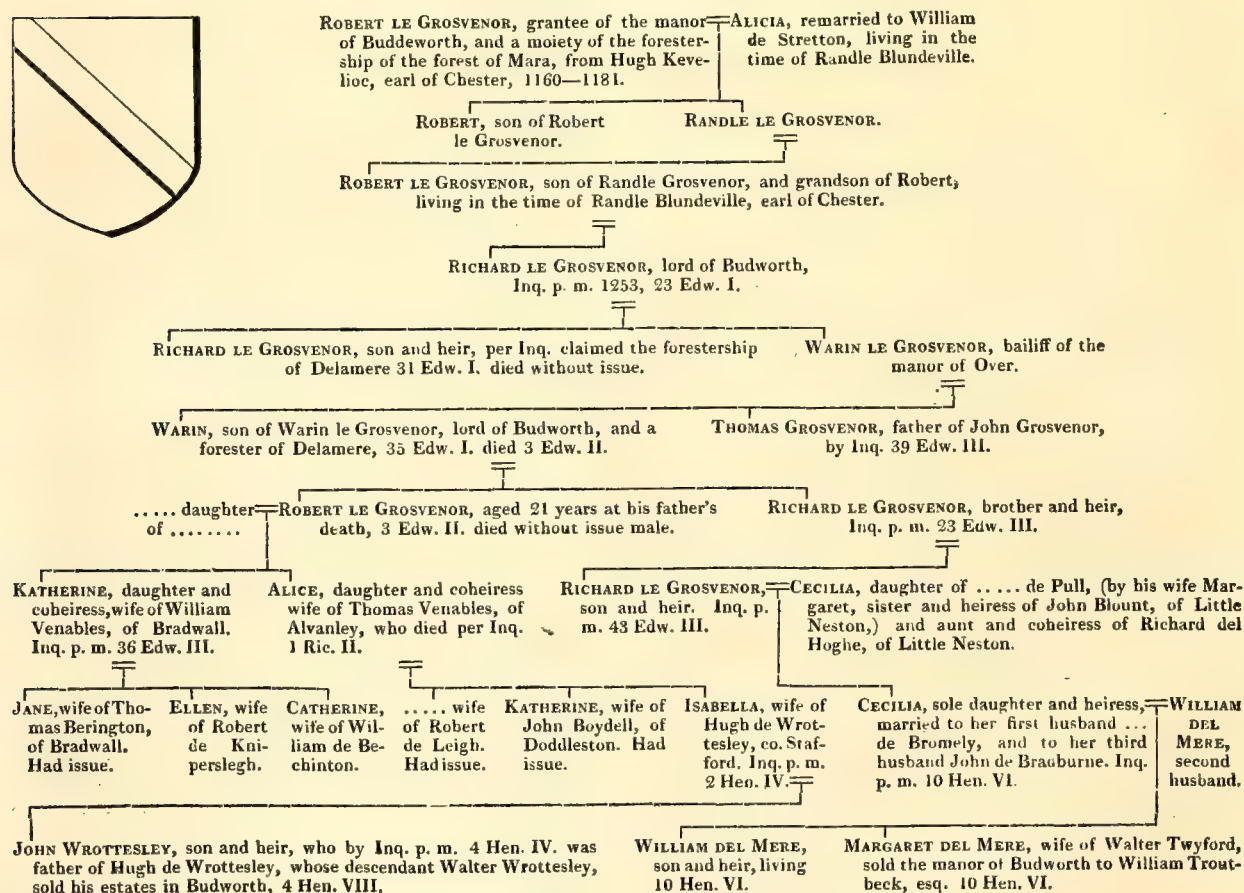 ROBERT LE GROSVENOR, grantee of the manor
of Buddeworth, and a moiety of the forester-
ship of the forest of Mara, from Hugh Keve-
lioc, earl of Chester, 1160—1181.
ALICIA, remarried to William
de Stretton, living in the
time of Randle Blundeville.
ROBERT, son of Robert
le Grosvenor.
RANDLE LE GROSVENOR.
ROBERT LE GROSVENOR, son of Randle Grosvenor, and grandson of Robert,
living in the time of Randle Blundeville, earl of Chester.
RICHARD LE GROSVENOR, lord of Budworth,
Inq. p. m. 1253, 23 Edw. I.
RICHARD LE GROSVENOR, son and heir, per Inq. claimed the forestership
of Delamere 31 Edw. I. died without issue.
WARIN LE GROSVENOR, bailiff of the
manor of Over.
WARIN, son of Warin le Grosvenor, lord of Budworth, and a
forester of Delamere, 35 Edw. I. died 3 Edw. II.
THOMAS GROSVENOR, father of John Grosvenor,
by Inq. 39 Edw. III.
..... daughter
of ........
ROBERT LE GROSVENOR, aged 21 years at his father's
death, 3 Edw. II. died without issue male.
RICHARD LE GROSVENOR, brother and heir,
Inq. p. m. 23 Edw. III.
KATHERINE, daughter and
coheiress, wife of William
Venables, of Bradwall.
Inq. p. m. 36 Edw. III.
ALICE, daughter and coheiress
wife of Thomas Venables, of
Alvanley, who died per Inq.
1 Ric. II.
RICHARD LE GROSVENOR,
son and heir. Inq. p.
m. 43 Edw. III.
CECILIA, daughter of ..... de Pull, (by his wife Mar-
garet, sister and heiress of John Blount, of Little
Neston,) and aunt and coheiress of Richard del
Hoghe, of Little Neston.
JANE, wife of Tho-
mas Berington,
of Bradwall.
Had issue.
ELLEN, wife
of Robert
de Kni-
perslegh.
CATHERINE,
wife of Wil-
liam de Be-
chinton.
..... wife
of Robert
de Leigh.
Had issue.
KATHERINE, wife of
John Boydell, of
Doddleston. Had
issue.
ISABELLA, wife of
Hugh de Wrot-
tesley, co. Staf-
ford. Inq. p. m.
2 Hen. IV.
CECILIA, sole daughter and heiress,
married to her first husband ...
de Bromely, and to her third
husband John de Brauburne. Inq.
p. m. 10 Hen. VI.
WILLIAM
DEL
MERE,
second
husband.
JOHN WROTTESLEY, son and heir, who by Inq. p. m. 4 Hen. IV. was
father of Hugh de Wrottesley, whose descendant Walter Wrottesley,
sold his estates in Budworth, 4 Hen. VIII.
WILLIAM DEL MERE,
son and heir, living
10 Hen. VI.
MARGARET DEL MERE, wife of Walter Twyford,
sold the manor of Budworth to William Trout-
beck, esq. 10 Hen. VI.